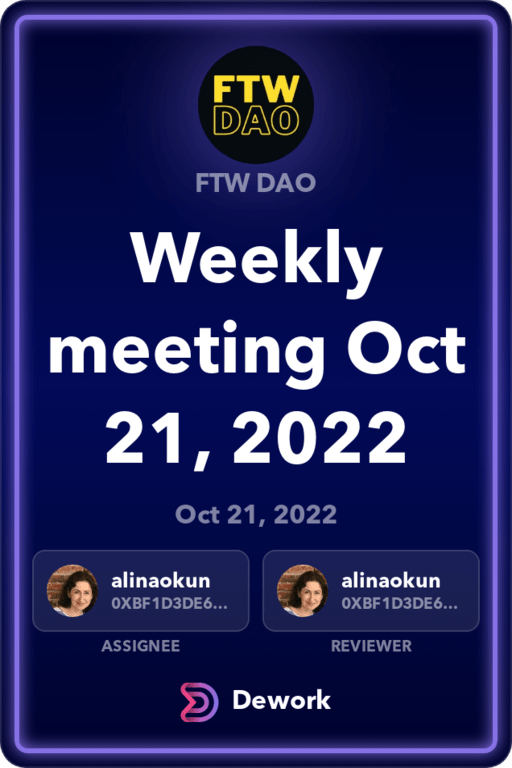 FTW
DAO
FTW DAO
Weekly
meeting Oct
21, 2022
Oct 21, 2022
alinaokun
0XBF1D3DE6...
alinaokun
0XBF1D3DE6...
ASSIGNEE
REVIEWER
Dework